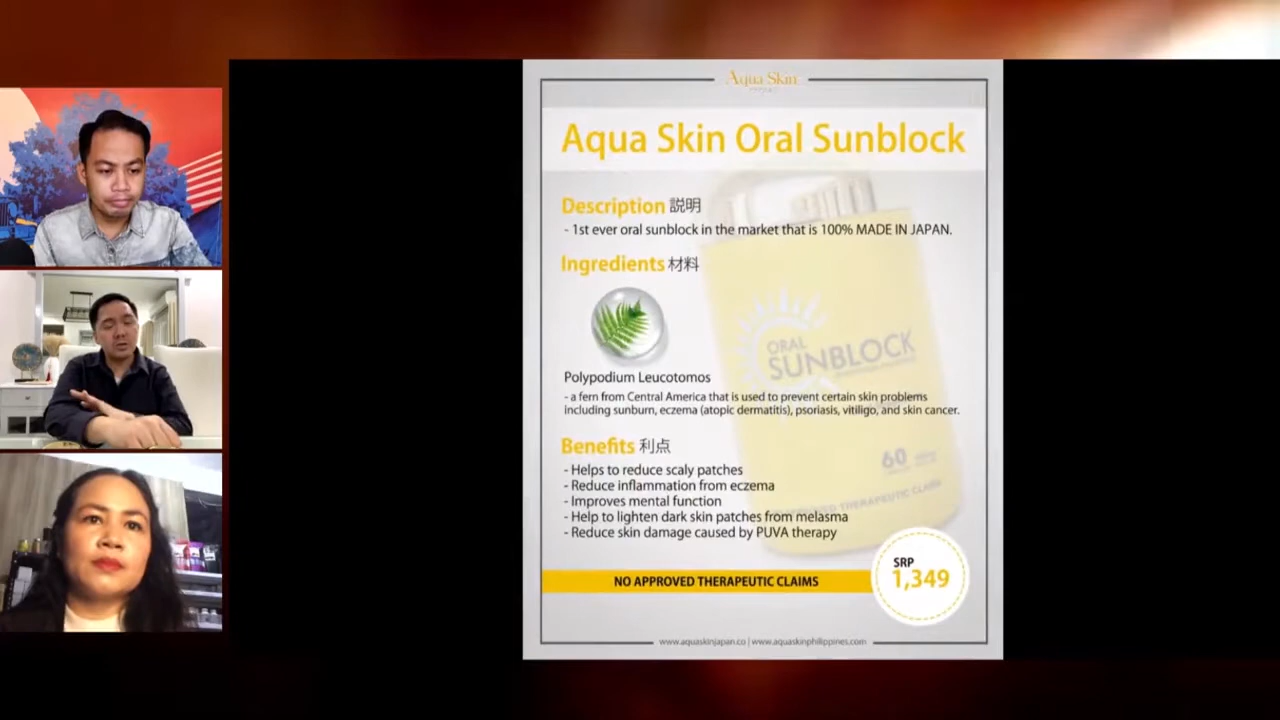 Aqua Skin
Aqua Skin Oral Sunblock
Description 説明
- 1st ever oral sunblock in the market that is 100% MADE IN JAPAN.
Ingredients 材料
Polypodium Leucotomos
- a fern from Central America that is used to prevent certain skin problems
including sunburn, eczema (atopic dermatitis), psoriasis, vitiligo, and skin cancer.
Benefits 利点
- Helps to reduce scaly patches
- Reduce inflammation from eczema
- Improves mental function
- Help to lighten dark skin patches from melasma
- Reduce skin damage caused by PUVA therapy
ORAL
SUNBLOCK
60
THERAPEUTIC CLAIM
NO APPROVED THERAPEUTIC CLAIMS
SRP
1,349
www.aquaskinjapan.co | www.aquaskinphilippines.com